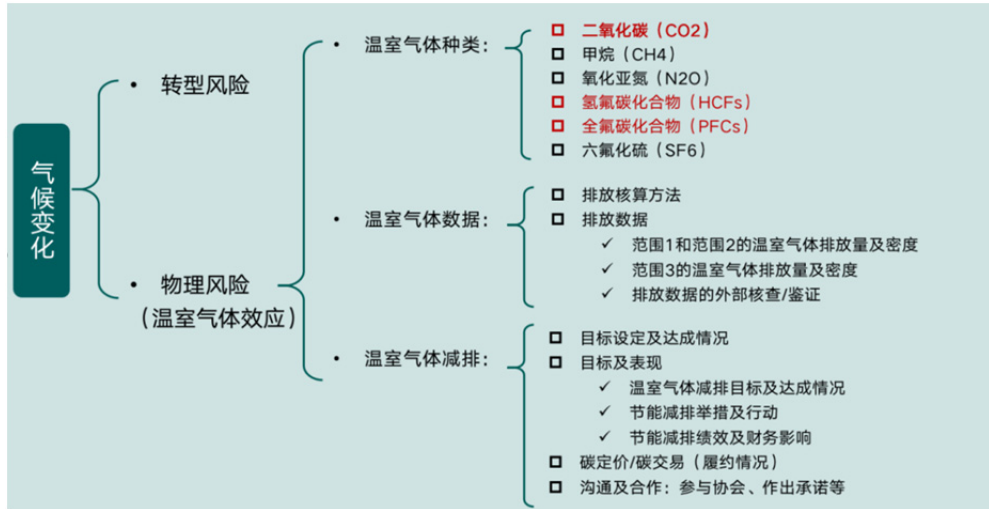 气候变化
• 转型风险
• 物理风险
（温室气体效应）
• 温室气体种类：
二氧化碳（CO2）
甲烷（CH4）
氧化亚氮（N2O）
氢氟碳化合物（HCFs）
全氟碳化合物（PFCs）
六氟化硫（SF6）
• 温室气体数据：
排放核算方法
排放数据
✓ 范围1和范围2的温室气体排放量及密度
✓ 范围3的温室气体排放量及密度
✓ 排放数据的外部核查/鉴证
• 温室气体减排：
目标设定及达成情况
目标及表现
✓ 温室气体减排目标及达成情况
✓ 节能减排举措及行动
✓ 节能减排绩效及财务影响
碳定价/碳交易（履约情况）
沟通及合作：参与协会、作出承诺等